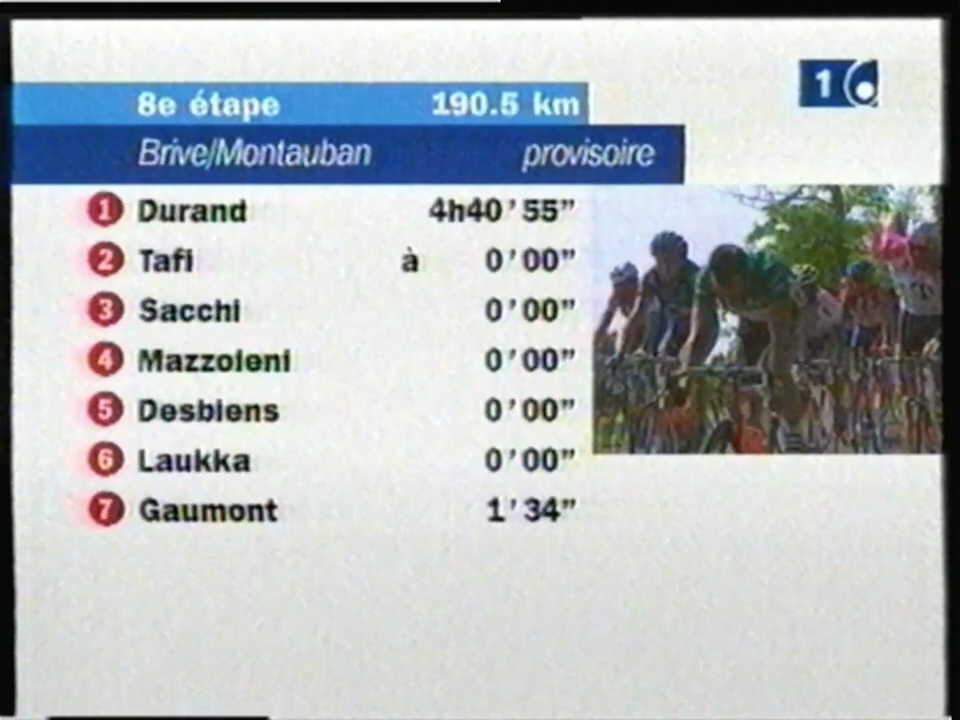 1
8e étape 190.5 km
Brive/Montauban provisoire
1 Durand 4h40'55"
2 Tafi à 0'00"
3 Sacchi 0'00"
4 Mazzoleni 0'00"
5 Desbiens 0'00"
6 Laukka 0'00"
7 Gaumont 1'34"